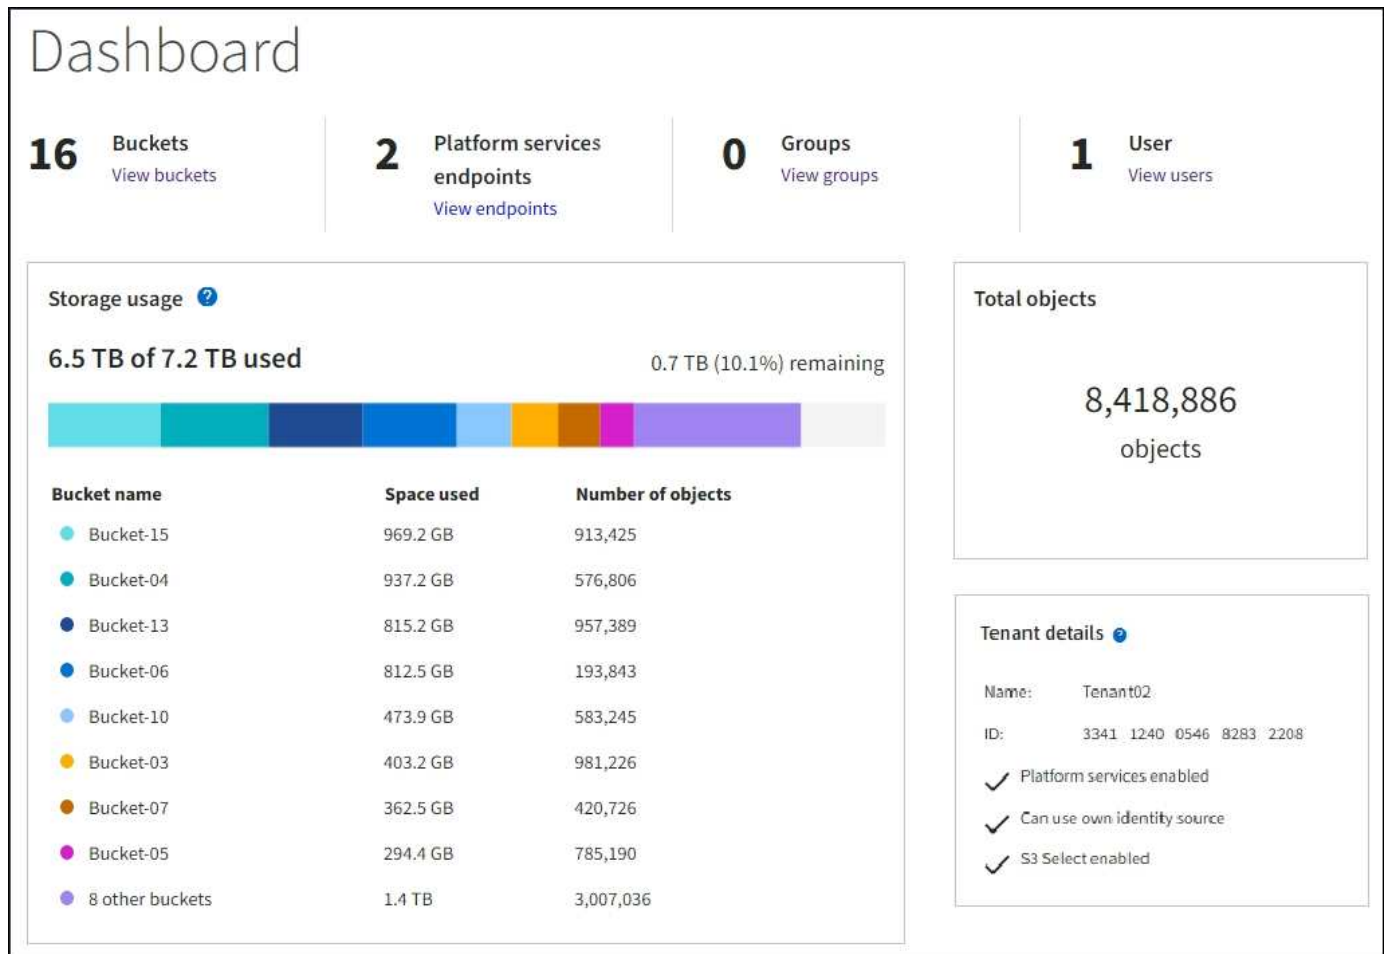 Dashboard
16 Buckets
View buckets
2 Platform services
endpoints
View endpoints
0 Groups
View groups
1 User
View users
Storage usage ?
6.5 TB of 7.2 TB used 0.7 TB (10.1%) remaining
Bucket name Space used Number of objects
Bucket-15 969.2 GB 913,425
Bucket-04 937.2 GB 576,806
Bucket-13 815.2 GB 957,389
Bucket-06 812.5 GB 193,843
Bucket-10 473.9 GB 583,245
Bucket-03 403.2 GB 981,226
Bucket-07 362.5 GB 420,726
Bucket-05 294.4 GB 785,190
8 other buckets 1.4 TB 3,007,036
Total objects
8,418,886
objects
Tenant details ?
Name: Tenant02
ID: 3341 1240 0546 8283 2208
Platform services enabled
Can use own identity source
S3 Select enabled